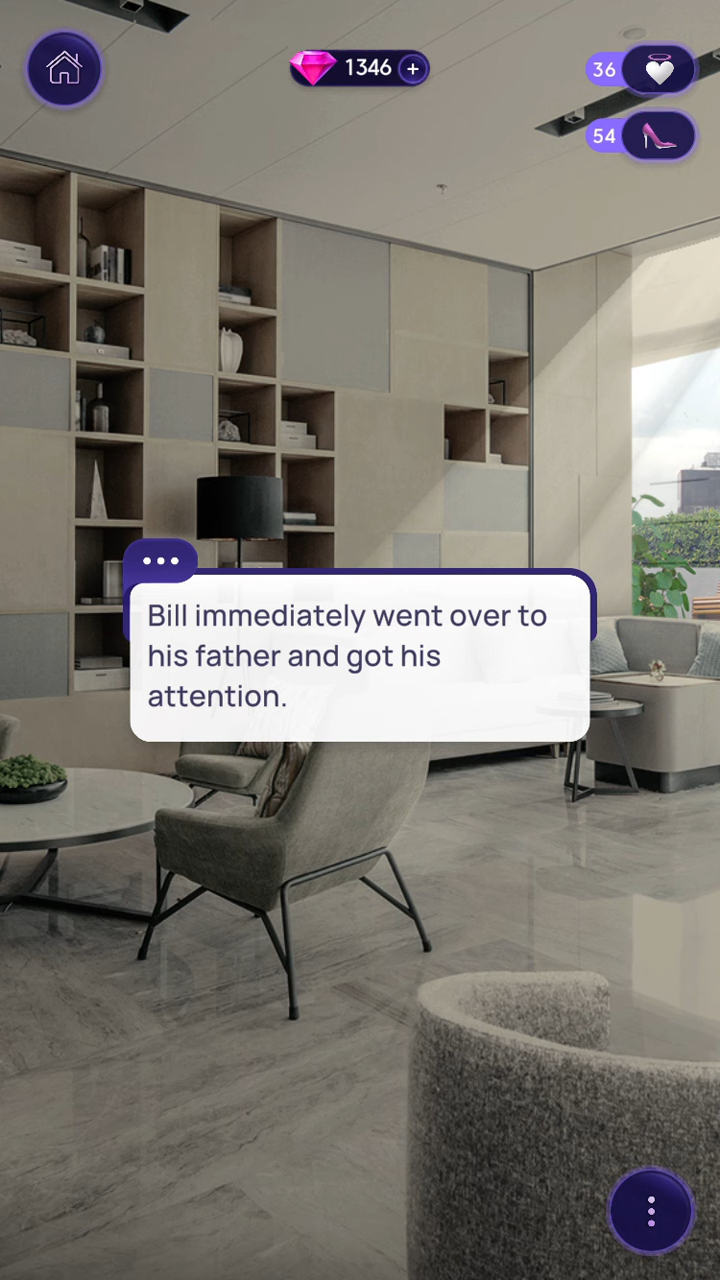 1346 +
36
54
Bill immediately went over to
his father and got his
attention.